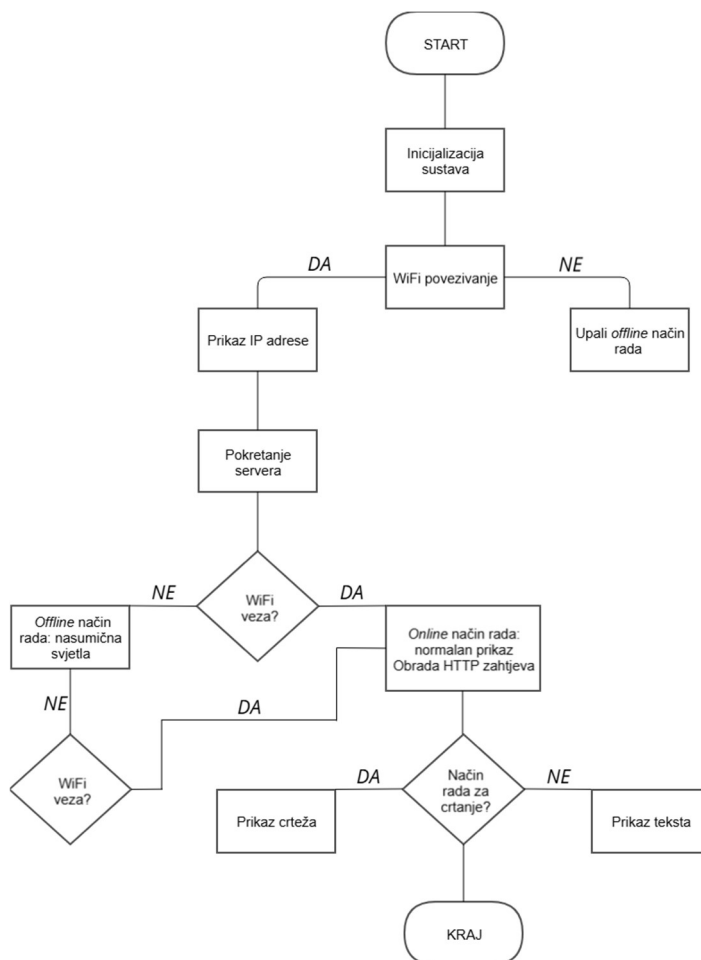 START
Inicijalizacija
sustava
DA
WiFi povezivanje
NE
Prikaz IP adrese
Upali offline način
rada
Pokretanje
servera
NE
WiFi
veza?
DA
Offline način
rada: nasumična
svjetla
Online način rada:
normalan prikaz
Obrada HTTP zahtjeva
NE
DA
WiFi
veza?
DA
Način
rada za
crtanje?
NE
Prikaz crteža
Prikaz teksta
KRAJ